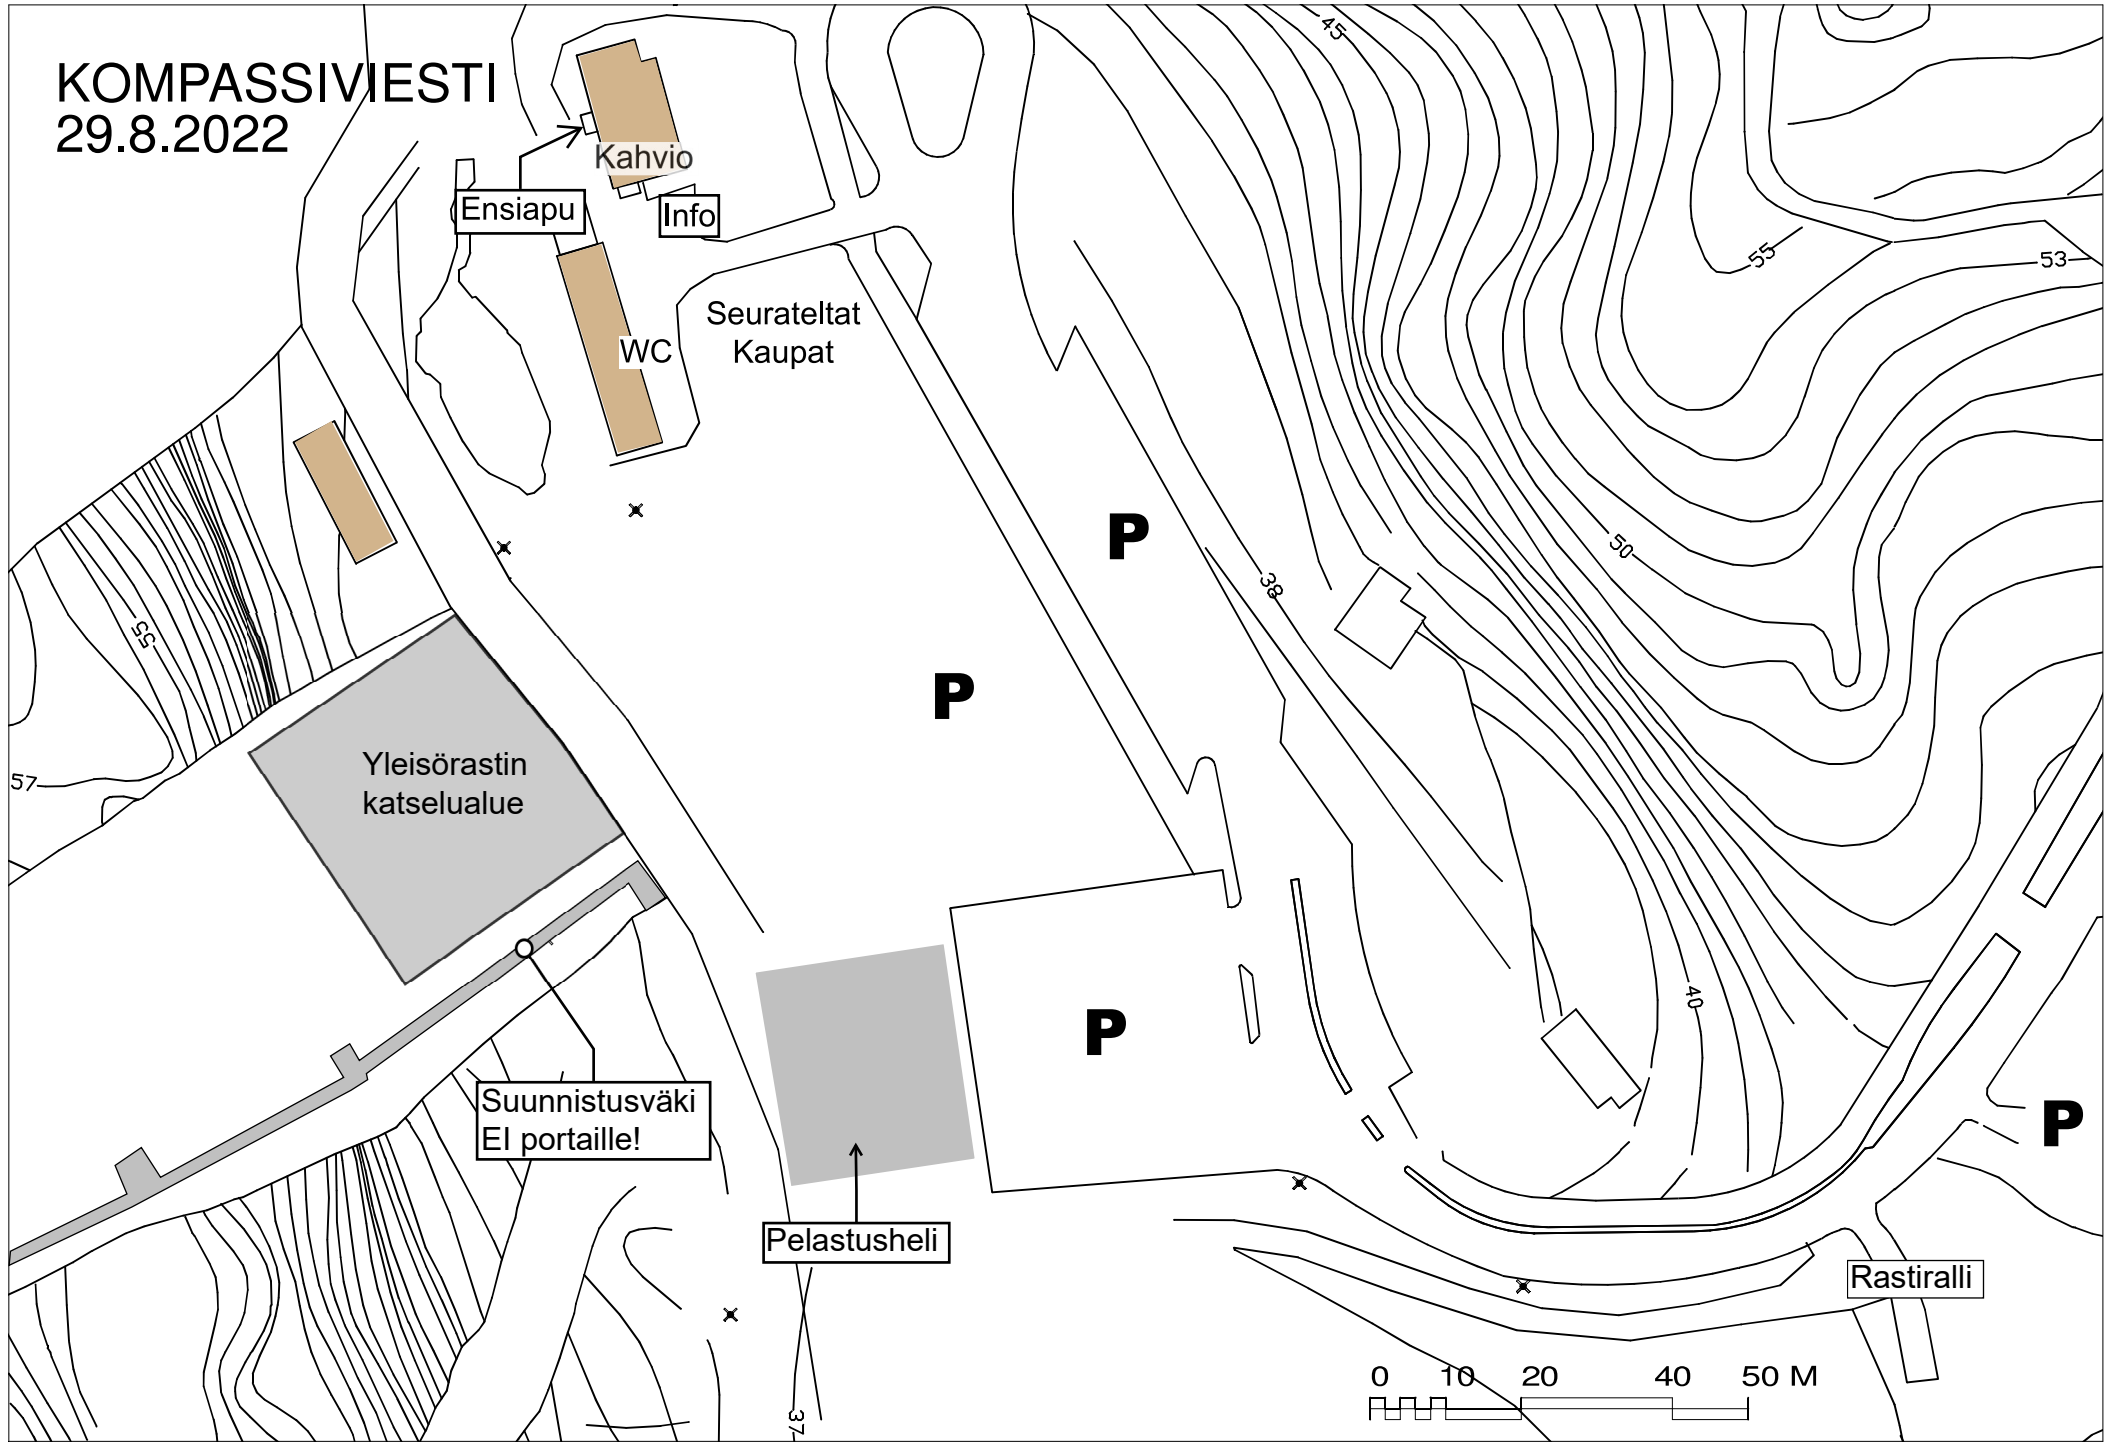 KOMPASSIVIESTI
29.8.2022
45
Kahvio
Ensiapu
Info
55
53
Seurateltat
Kaupat
WC
P
50
38
55
P
57
Yleisörastin
katselualue
40
P
Suunnistusväki
EI portaille!
P
Pelastusheli
Rastiralli
0 10 20 40 50 M
37